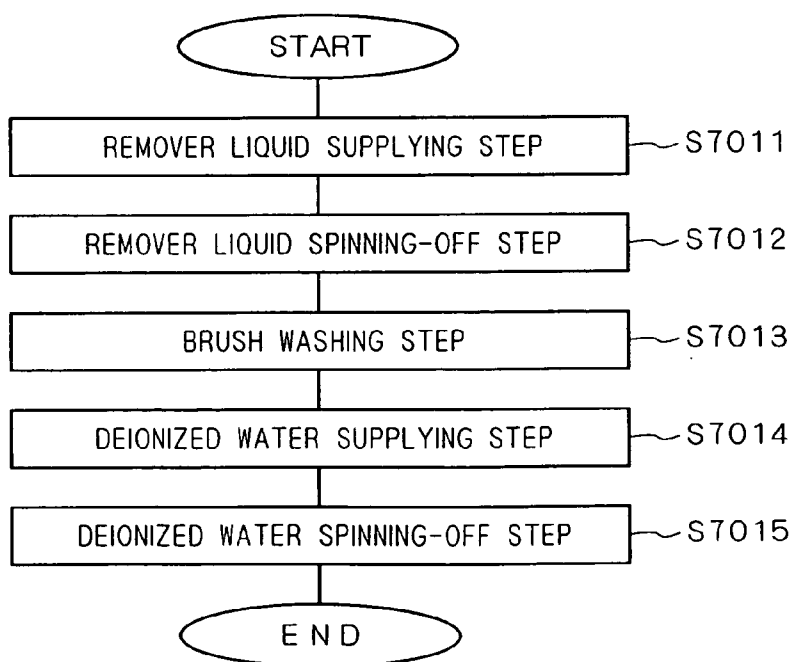 START
REMOVER LIQUID SUPPLYING STEP S7011
REMOVER LIQUID SPINNING-OFF STEP S7012
BRUSH WASHING STEP S7013
DEIONIZED WATER SUPPLYING STEP S7014
DEIONIZED WATER SPINNING-OFF STEP S7015
END